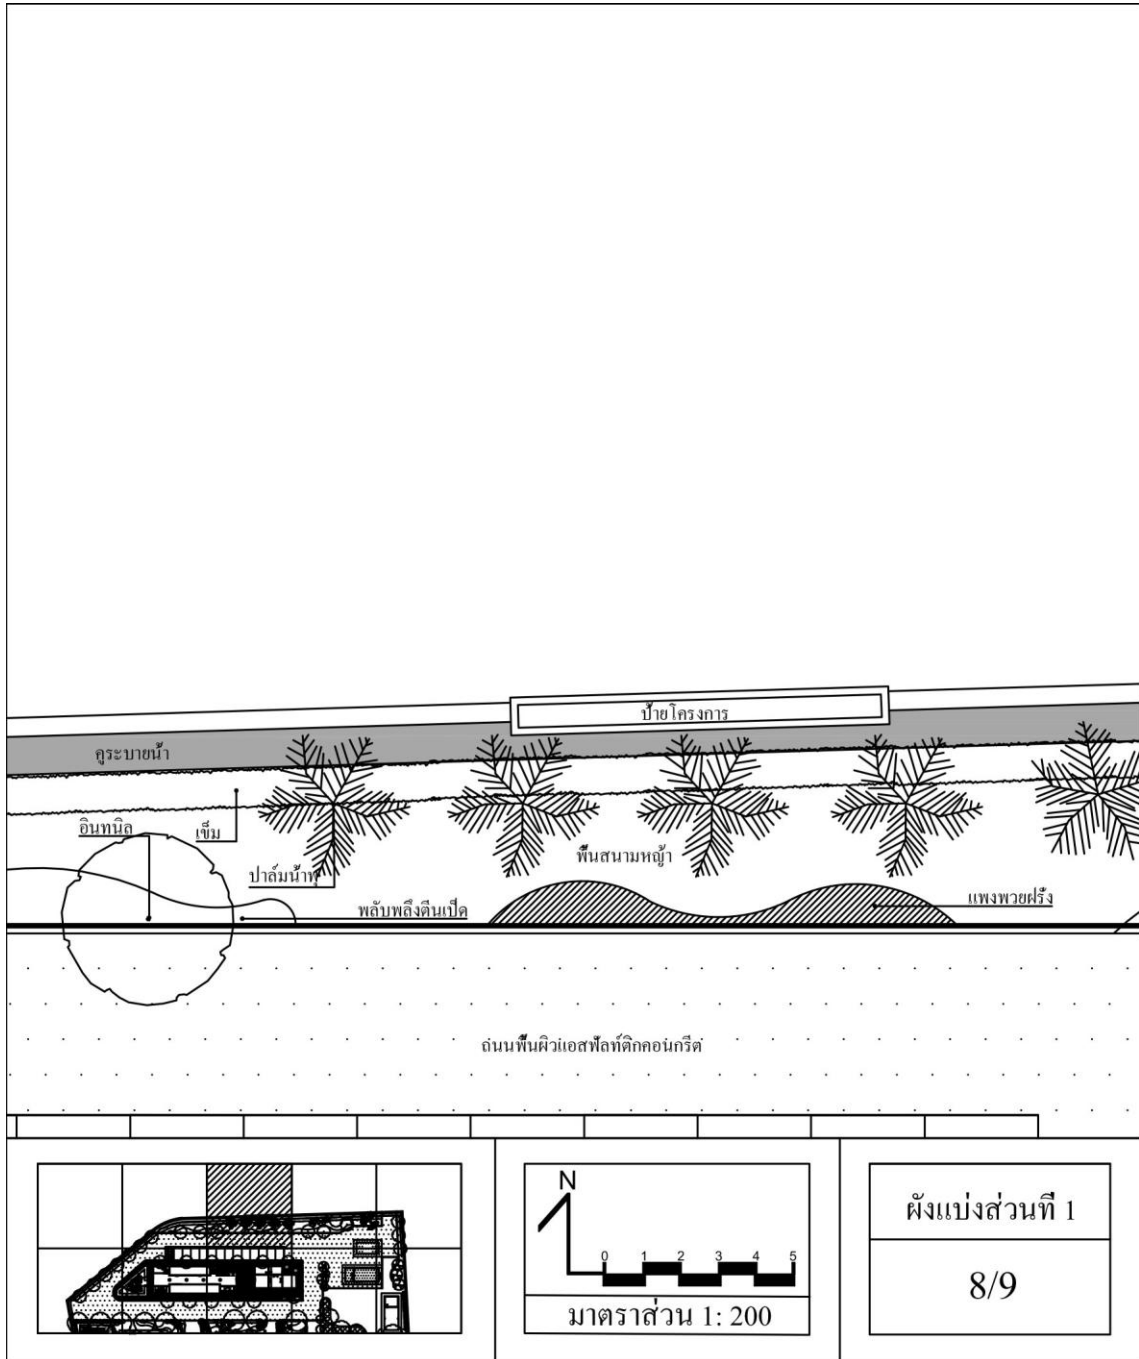 ป้ายโครงการ
คูระบายน้ำ
อินทนิล
เข็ม
ปาล์มน้ำพุ
พื้นสนามหญ้า
พลับพลึงตีนเป็ด
แพงพวยฝรั่ง
ถนนพื้นผิวแอสฟัลท์ติกคอนกรีต
N
0 1 2 3 4 5
มาตราส่วน 1: 200
ผังแบ่งส่วนที่ 1
8/9